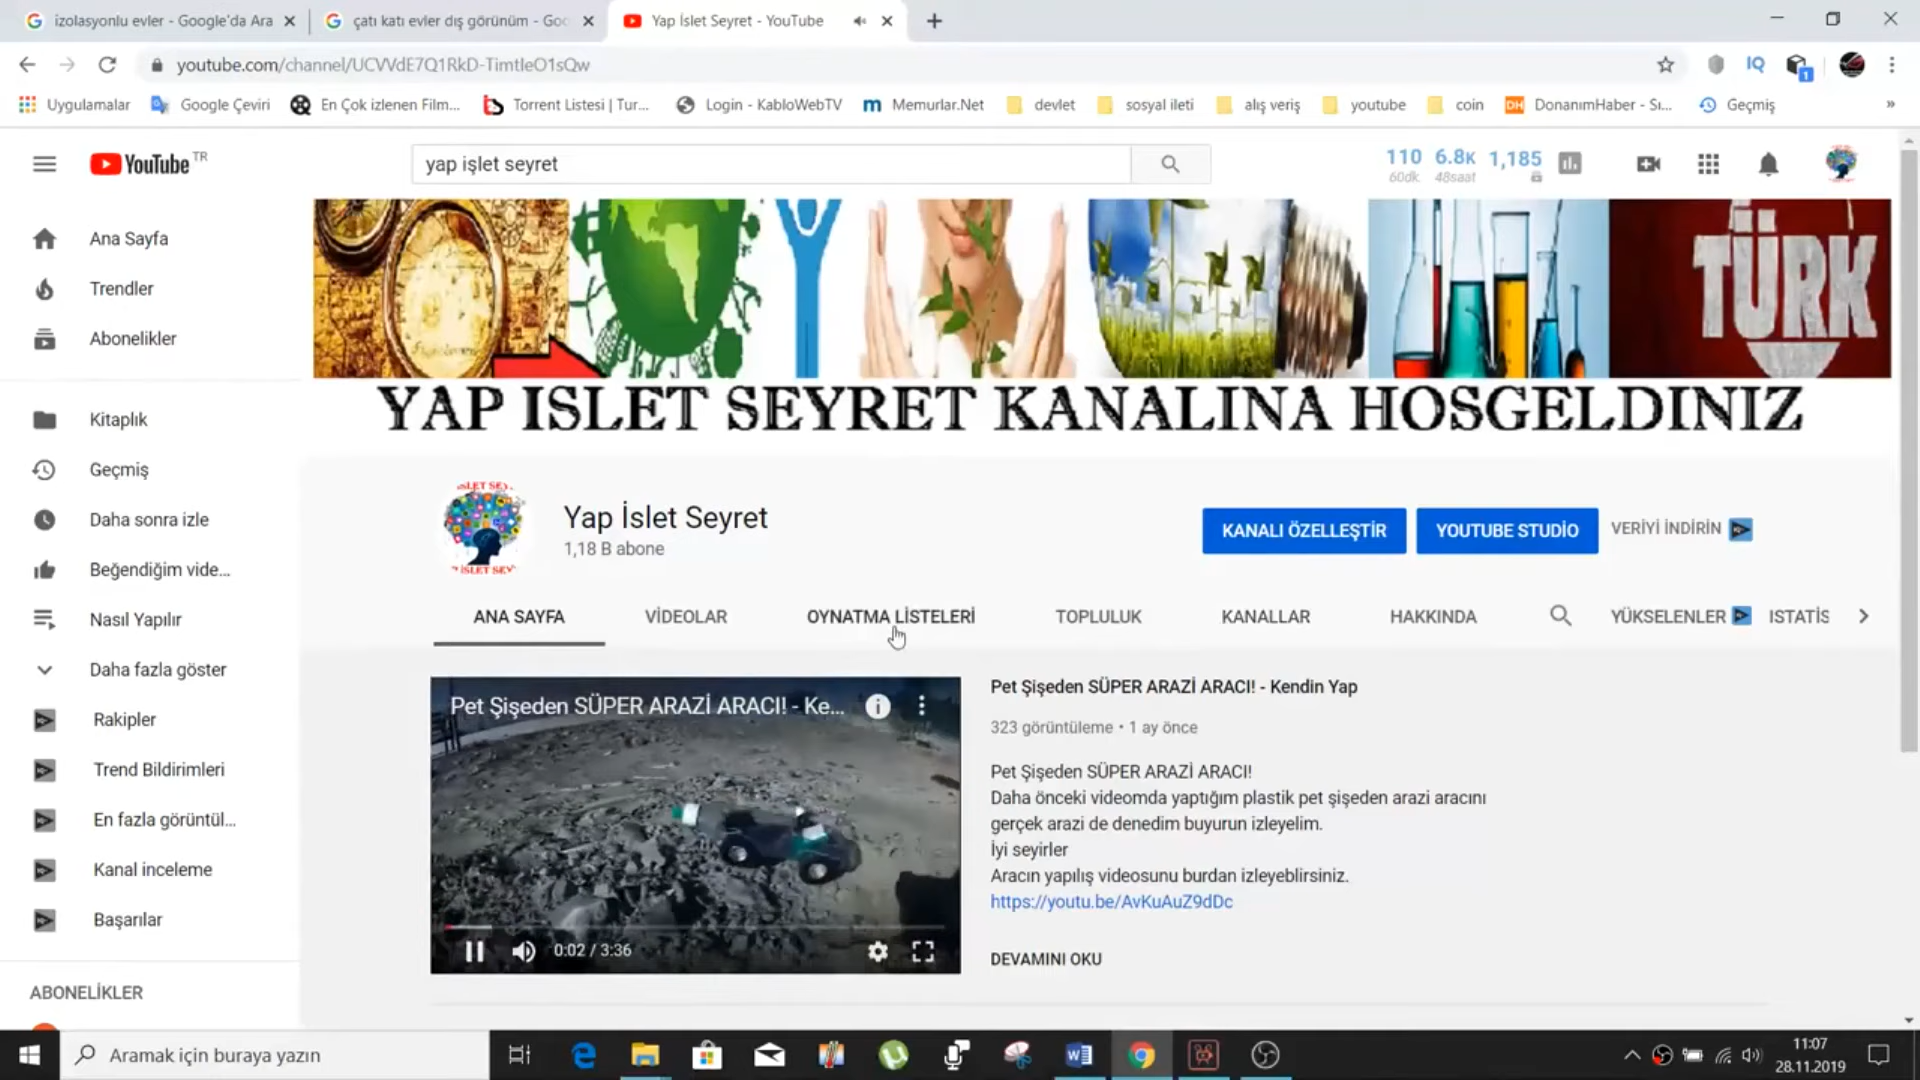 izolasyonlu evler - Google'da Ara
çatı katı evler dış görünüm - Goo
Yap İslet Seyret - YouTube
youtube.com/channel/UCVVdE7Q1RkD-TimtleO1sQw
IQ
1
Uygulamalar
Google Çeviri
En Çok izlenen Film...
Torrent Listesi | Tur...
Login - KabloWebTV
m Memurlar.Net
devlet
sosyal ileti
alış veriş
youtube
coin
DH DonanımHaber - Sı...
Geçmiş
»
YouTube TR
yap işlet seyret
110 6.8K 1,185
60dk. 48saat
Ana Sayfa
Trendler
Abonelikler
Kitaplık
Geçmiş
Daha sonra izle
Beğendiğim vide...
Nasıl Yapılır
Daha fazla göster
Rakipler
Trend Bildirimleri
En fazla görüntül...
Kanal inceleme
Başarılar
ABONELİKLER
TÜRK
YAP ISLET SEYRET KANALINA HOSGELDINIZ
Yap İslet Seyret
1,18 B abone
KANALI ÖZELLEŞTİR
YOUTUBE STUDIO
VERİYİ İNDİRİN
ANA SAYFA
VİDEOLAR
OYNATMA LİSTELERİ
TOPLULUK
KANALLAR
HAKKINDA
YÜKSELENLER
ISTATİS
Pet Şişeden SÜPER ARAZİ ARACI! - Ke...
0:02 / 3:36
Pet Şişeden SÜPER ARAZİ ARACI! - Kendin Yap
323 görüntüleme • 1 ay önce
Pet Şişeden SÜPER ARAZİ ARACI!
Daha önceki videomda yaptığım plastik pet şişeden arazi aracını
gerçek arazi de denedim buyurun izleyelim.
İyi seyirler
Aracın yapılış videosunu burdan izleyeblirsiniz.
https://youtu.be/AvKuAuZ9dDc
DEVAMINI OKU
Aramak için buraya yazın
11:07
28.11.2019